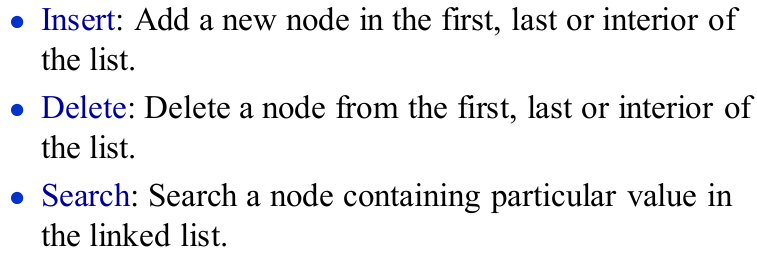 • Insert: Add a new node in the first, last or interior of
the list.
• Delete: Delete a node from the first, last or interior of
the list.
• Search: Search a node containing particular value in
the linked list.